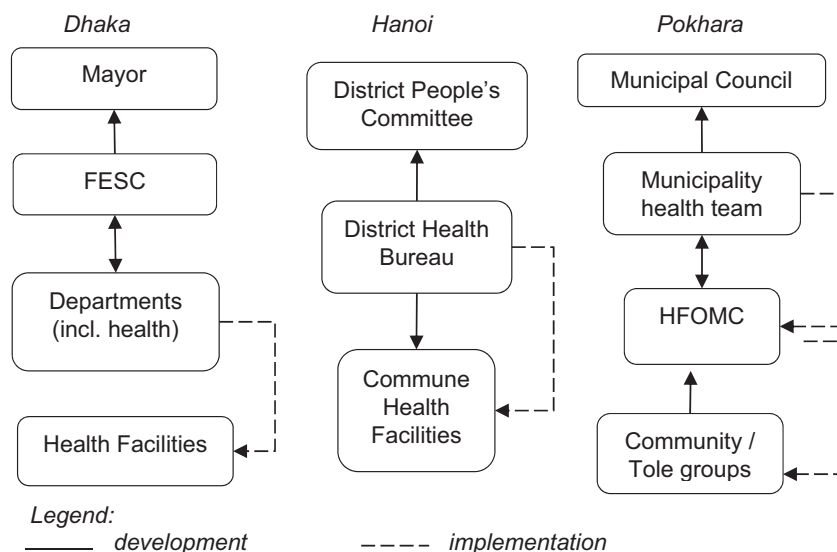 Dhaka
Hanoi
Pokhara
Mayor
FESC
Departments
(incl. health)
Health Facilities
District People’s
Committee
District Health
Bureau
Commune
Health
Facilities
Municipal Council
Municipality
health team
HFOMC
Community /
Tole groups
Legend:
development
implementation